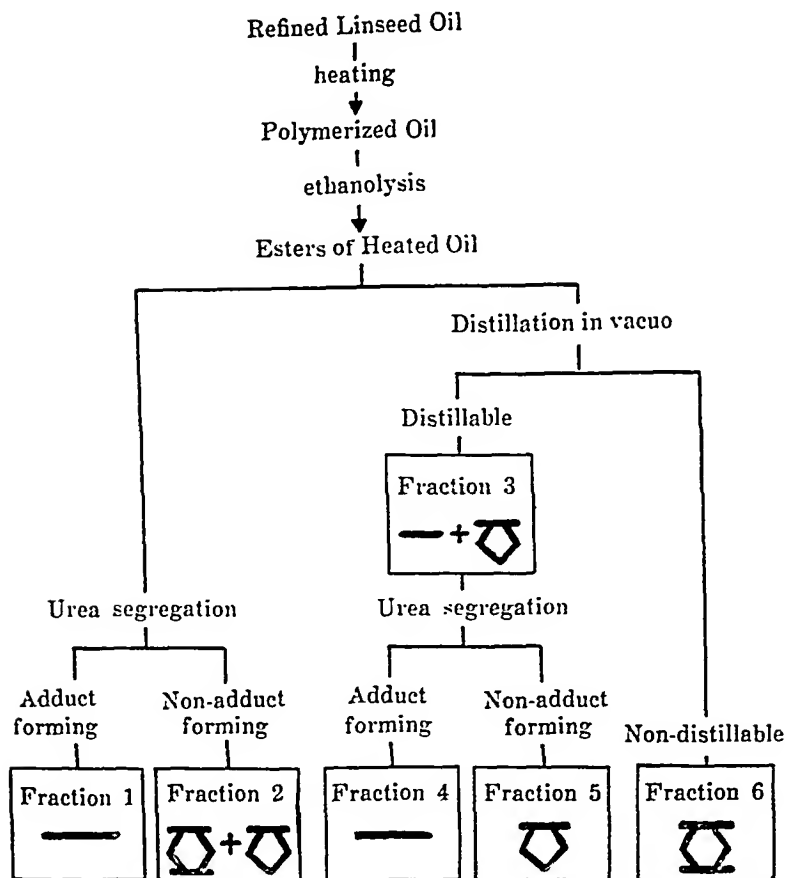 Refined Linseed Oil
heating
Polymerized Oil
ethanolysis
Esters of Heated Oil
Distillation in vacuo
Distillable
Fraction 3
+
Urea segregation
Urea segregation
Adduct
forming
Non-adduct
forming
Adduct
forming
Non-adduct
forming
Non-distillable
Fraction 1
Fraction 2
+
Fraction 4
Fraction 5
Fraction 6